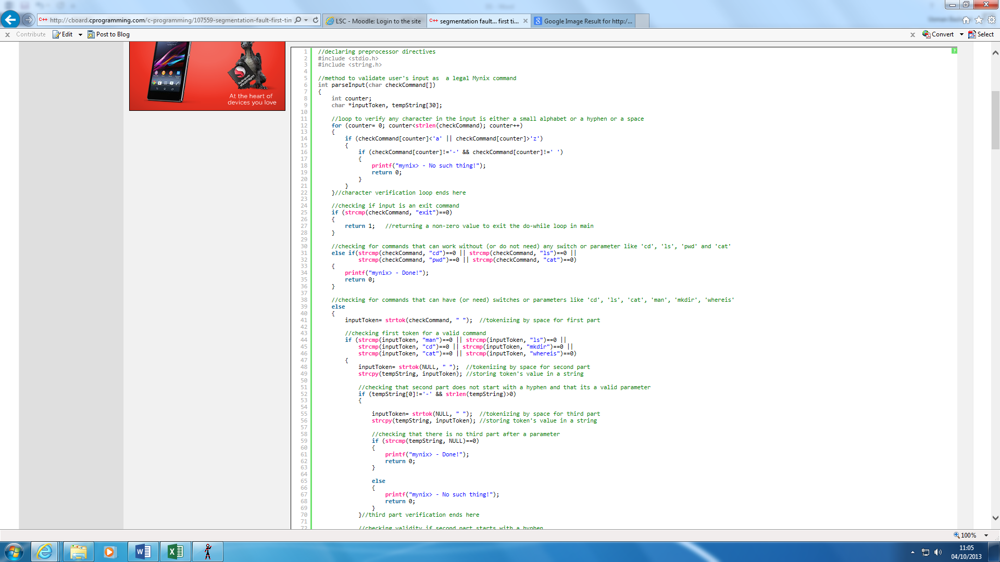 http://cboard.cprogramming.com/c-programming/107559-segmentation-fault-first-tin
LSC - Moodle: Login to the site
C++ segmentation fault... first ti...
Google Image Result for http:/...
x Contribute Edit Post to Blog
x Convert Select
Qualcomm snapdragon
At the heart of
devices you love
?
1 //declaring preprocessor directives
2 #include <stdio.h>
3 #include <string.h>
4
5 //method to validate user's input as  a legal Mynix command
6 int parseInput(char checkCommand[])
7 {
8     int counter;
9     char *inputToken, tempString[30];
10
11     //loop to verify any character in the input is either a small alphabet or a hyphen or a space
12     for (counter= 0; counter<strlen(checkCommand); counter++)
13     {
14         if (checkCommand[counter]<'a' || checkCommand[counter]>'z')
15         {
16             if (checkCommand[counter]!='-' && checkCommand[counter]!=' ')
17             {
18                 printf("mynix> - No such thing!");
19                 return 0;
20             }
21         }
22     }//character verification loop ends here
23
24     //checking if input is an exit command
25     if (strcmp(checkCommand, "exit")==0)
26     {
27         return 1;   //returning a non-zero value to exit the do-while loop in main
28     }
29
30     //checking for commands that can work without (or do not need) any switch or parameter like 'cd', 'ls', 'pwd' and 'cat'
31     else if(strcmp(checkCommand, "cd")==0 || strcmp(checkCommand, "ls")==0 ||
32             strcmp(checkCommand, "pwd")==0 || strcmp(checkCommand, "cat")==0)
33     {
34         printf("mynix> - Done!");
35         return 0;
36     }
37
38     //checking for commands that can have (or need) switches or parameters like 'cd', 'ls', 'cat', 'man', 'mkdir', 'whereis'
39     else
40     {
41         inputToken= strtok(checkCommand, " ");  //tokenizing by space for first part
42
43         //checking first token for a valid command
44         if (strcmp(inputToken, "man")==0 || strcmp(inputToken, "ls")==0 ||
45             strcmp(inputToken, "cd")==0 || strcmp(inputToken, "mkdir")==0 ||
46             strcmp(inputToken, "cat")==0 || strcmp(inputToken, "whereis")==0)
47         {
48             inputToken= strtok(NULL, " ");  //tokenizing by space for second part
49             strcpy(tempString, inputToken); //storing token's value in a string
50
51             //checking that second part does not start with a hyphen and that its a valid parameter
52             if (tempString[0]!='-' && strlen(tempString)>0)
53             {
54
55                 inputToken= strtok(NULL, " ");  //tokenizing by space for third part
56                 strcpy(tempString, inputToken); //storing token's value in a string
57
58                 //checking that there is no third part after a parameter
59                 if (strcmp(tempString, NULL)==0)
60                 {
61                     printf("mynix> - Done!");
62                     return 0;
63                 }
64
65                 else
66                 {
67                     printf("mynix> - No such thing!");
68                     return 0;
69                 }
70             }//third part verification ends here
71
72             //checking validity if second part starts with a hyphen
100%
11:05
04/10/2013